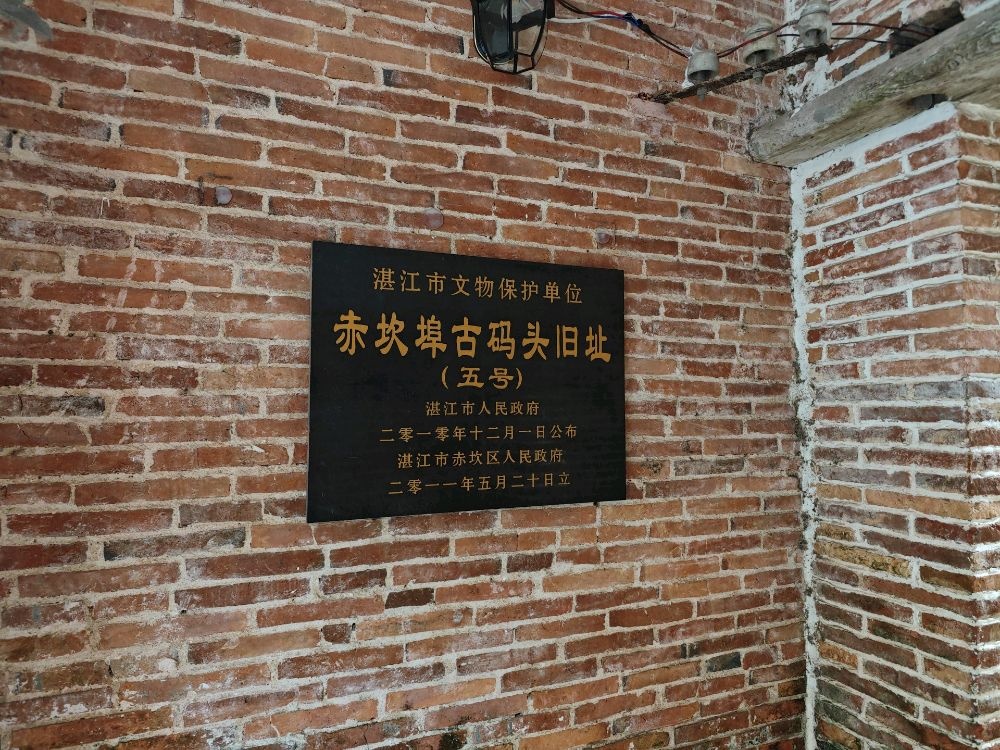 湛江市文物保护单位
赤坎埠古码头旧址
（五号）
湛江市人民政府
二零一零年十二月一日公布
湛江市赤坎区人民政府
二零一一年五月二十日立